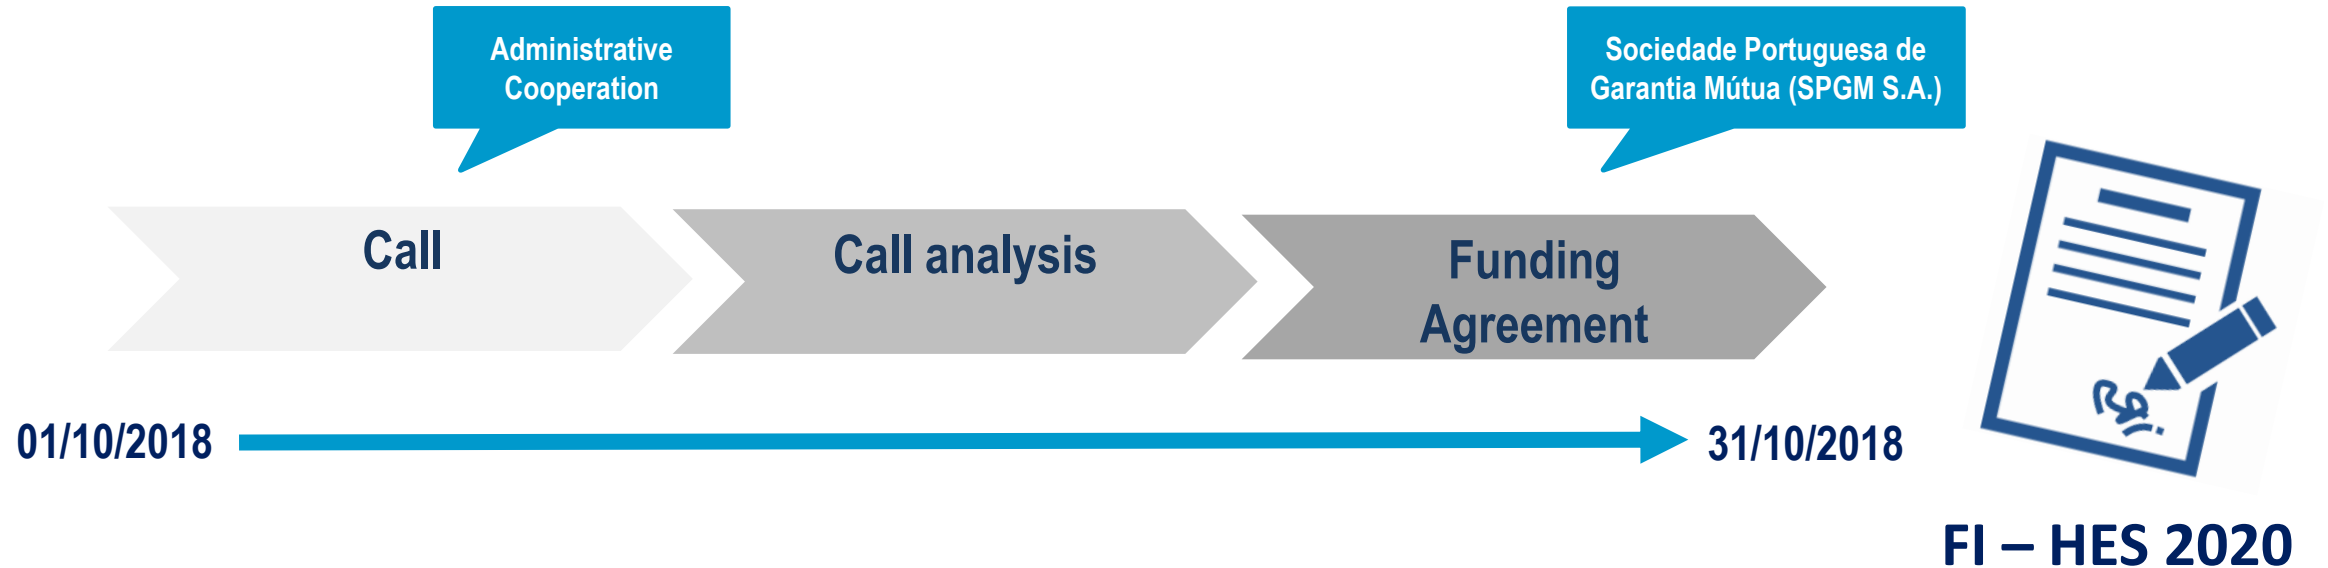 Administrative
Cooperation
Sociedade Portuguesa de
Garantia Mútua (SPGM S.A.)
Call
Call analysis
Funding
Agreement
01/10/2018
31/10/2018
FI – HES 2020